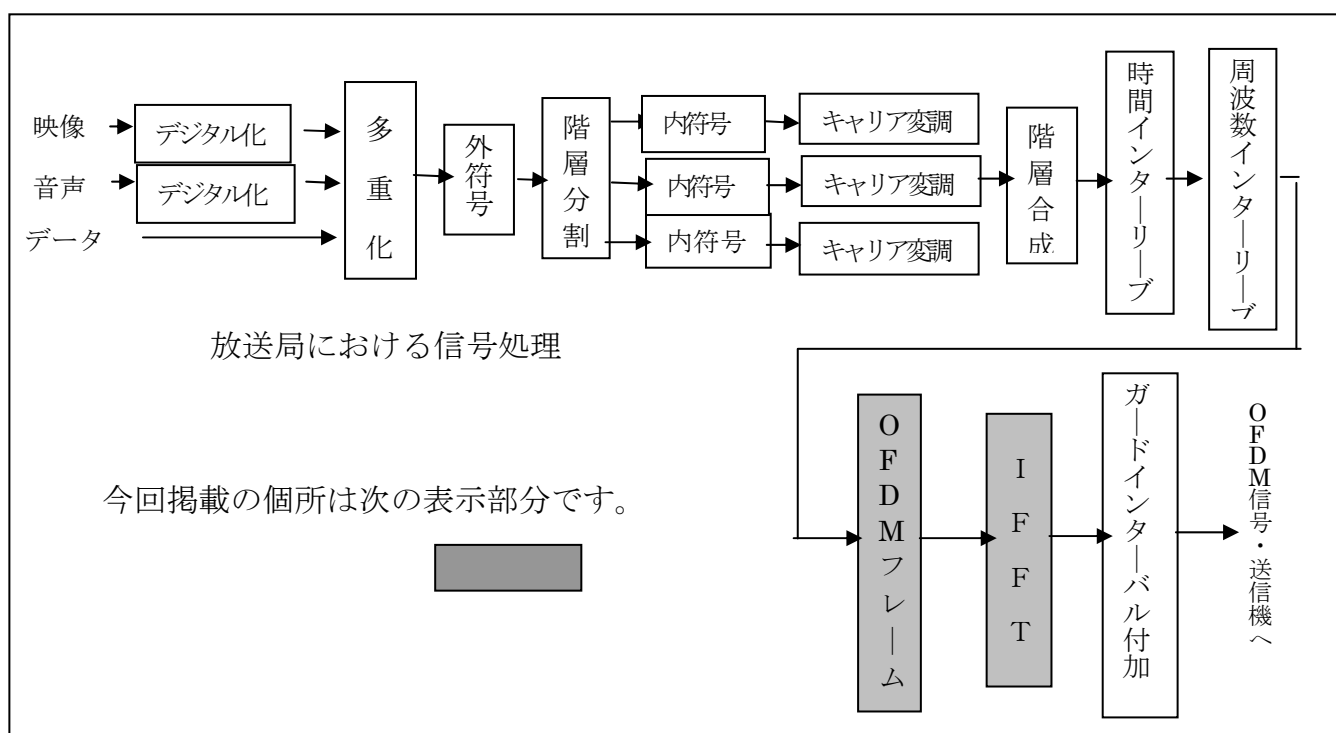 映像
デジタル化
音声
デジタル化
データ
多重化
外符号
階層分割
内符号
内符号
内符号
キャリア変調
キャリア変調
キャリア変調
階層合成
時間インターリーブ
周波数インターリーブ
放送局における信号処理
今回掲載の個所は次の表示部分です。
OFDMフレーム
IFFT
ガードインターバル付加
OFDM信号・送信機へ